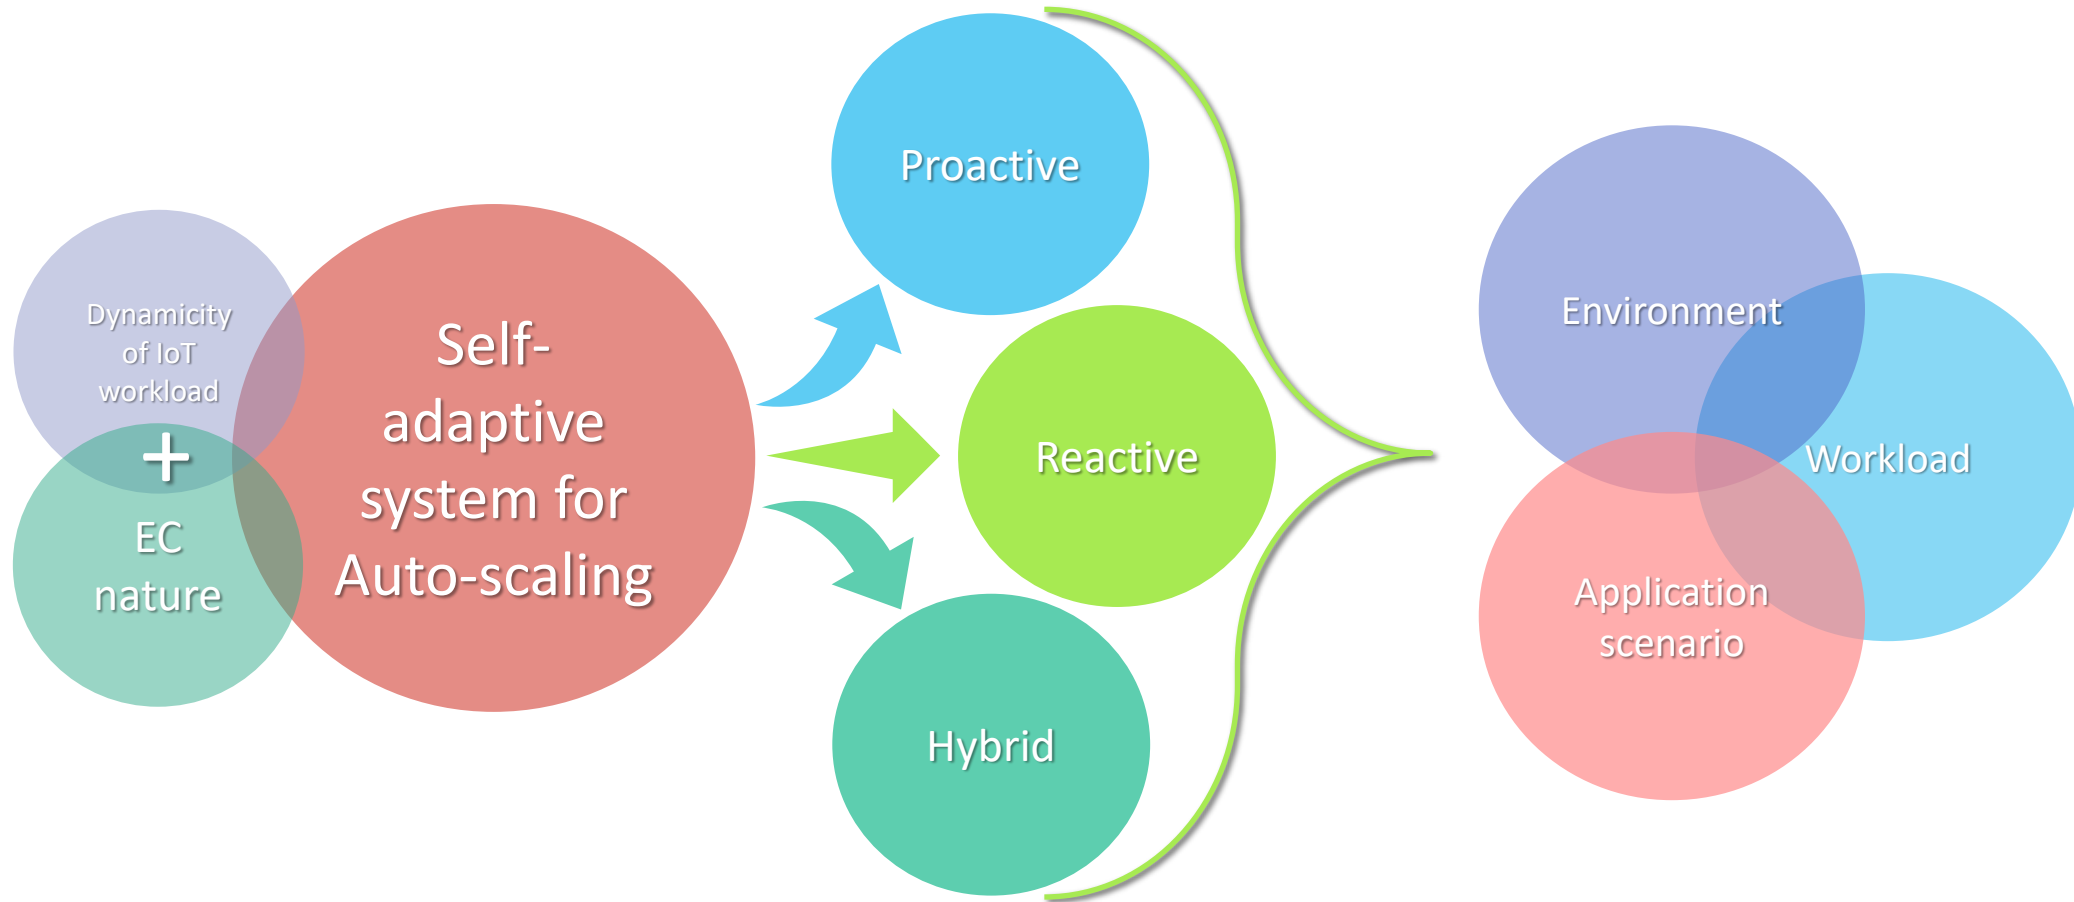 Dynamicity
of IoT
workload
+
EC
nature
Self-
adaptive
system for
Auto-scaling
Proactive
Reactive
Hybrid
Environment
Workload
Application
scenario